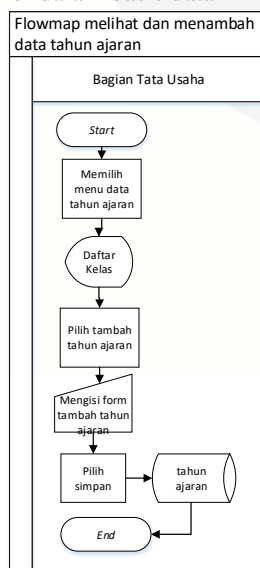 Flowmap melihat dan menambah
data tahun ajaran
Bagian Tata Usaha
Start
Memilih
menu data
tahun ajaran
Daftar
Kelas
Pilih tambah
tahun ajaran
Mengisi form
tambah tahun
ajaran
Pilih
simpan
tahun
ajaran
End